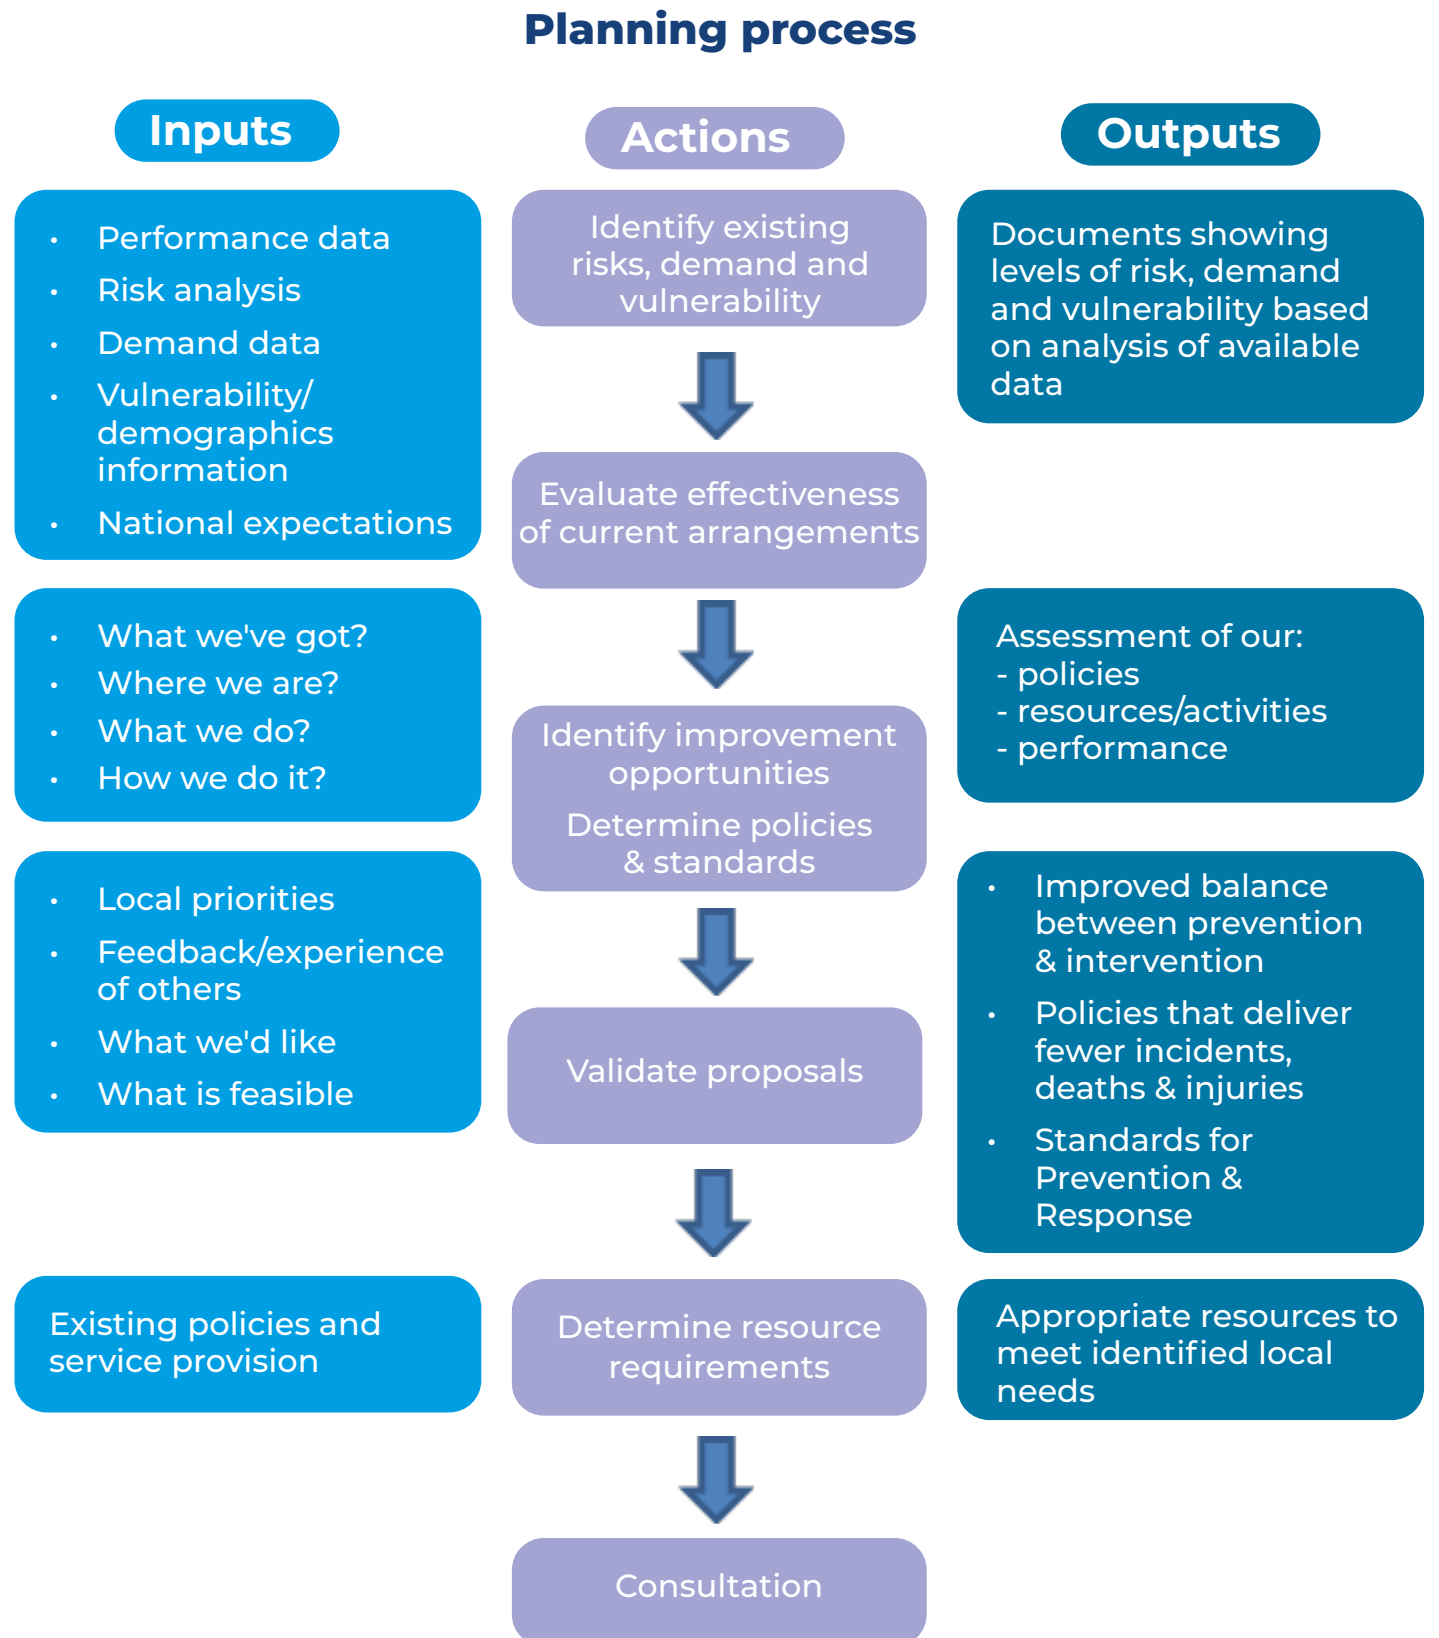 Planning process
Inputs
Actions
Outputs
• Performance data
• Risk analysis
• Demand data
• Vulnerability/
demographics
information
• National expectations
Identify existing
risks, demand and
vulnerability
Documents showing
levels of risk, demand
and vulnerability based
on analysis of available
data
Evaluate effectiveness
of current arrangements
• What we've got?
• Where we are?
• What we do?
• How we do it?
Identify improvement
opportunities
Determine policies
& standards
Assessment of our:
- policies
- resources/activities
- performance
• Local priorities
• Feedback/experience
of others
• What we'd like
• What is feasible
Validate proposals
• Improved balance
between prevention
& intervention
• Policies that deliver
fewer incidents,
deaths & injuries
• Standards for
Prevention &
Response
Existing policies and
service provision
Determine resource
requirements
Appropriate resources to
meet identified local
needs
Consultation